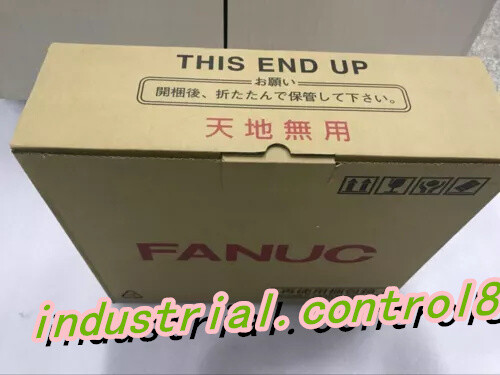 THIS END UP
お願い
開梱後、折たたんで保管して下さい。
天地無用
FANUC
industrial.control8